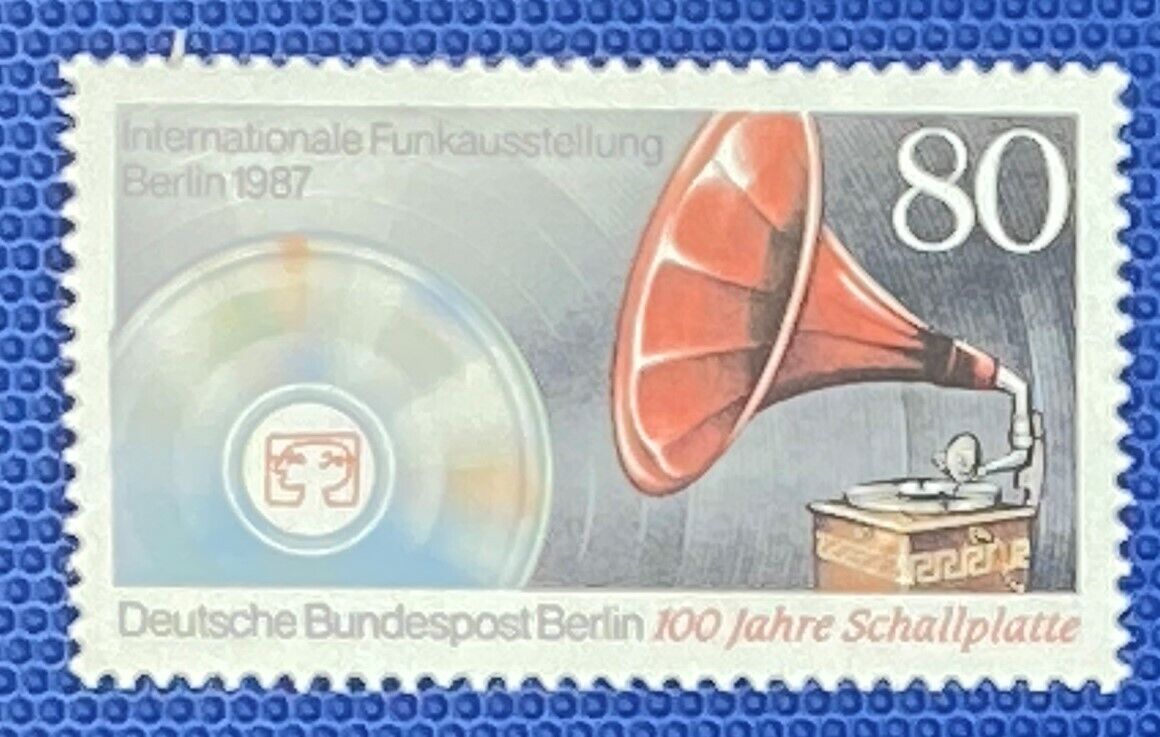 Internationale Funkausstellung
Berlin 1987
80
Deutsche Bundespost Berlin 100 Jahre Schallplatte